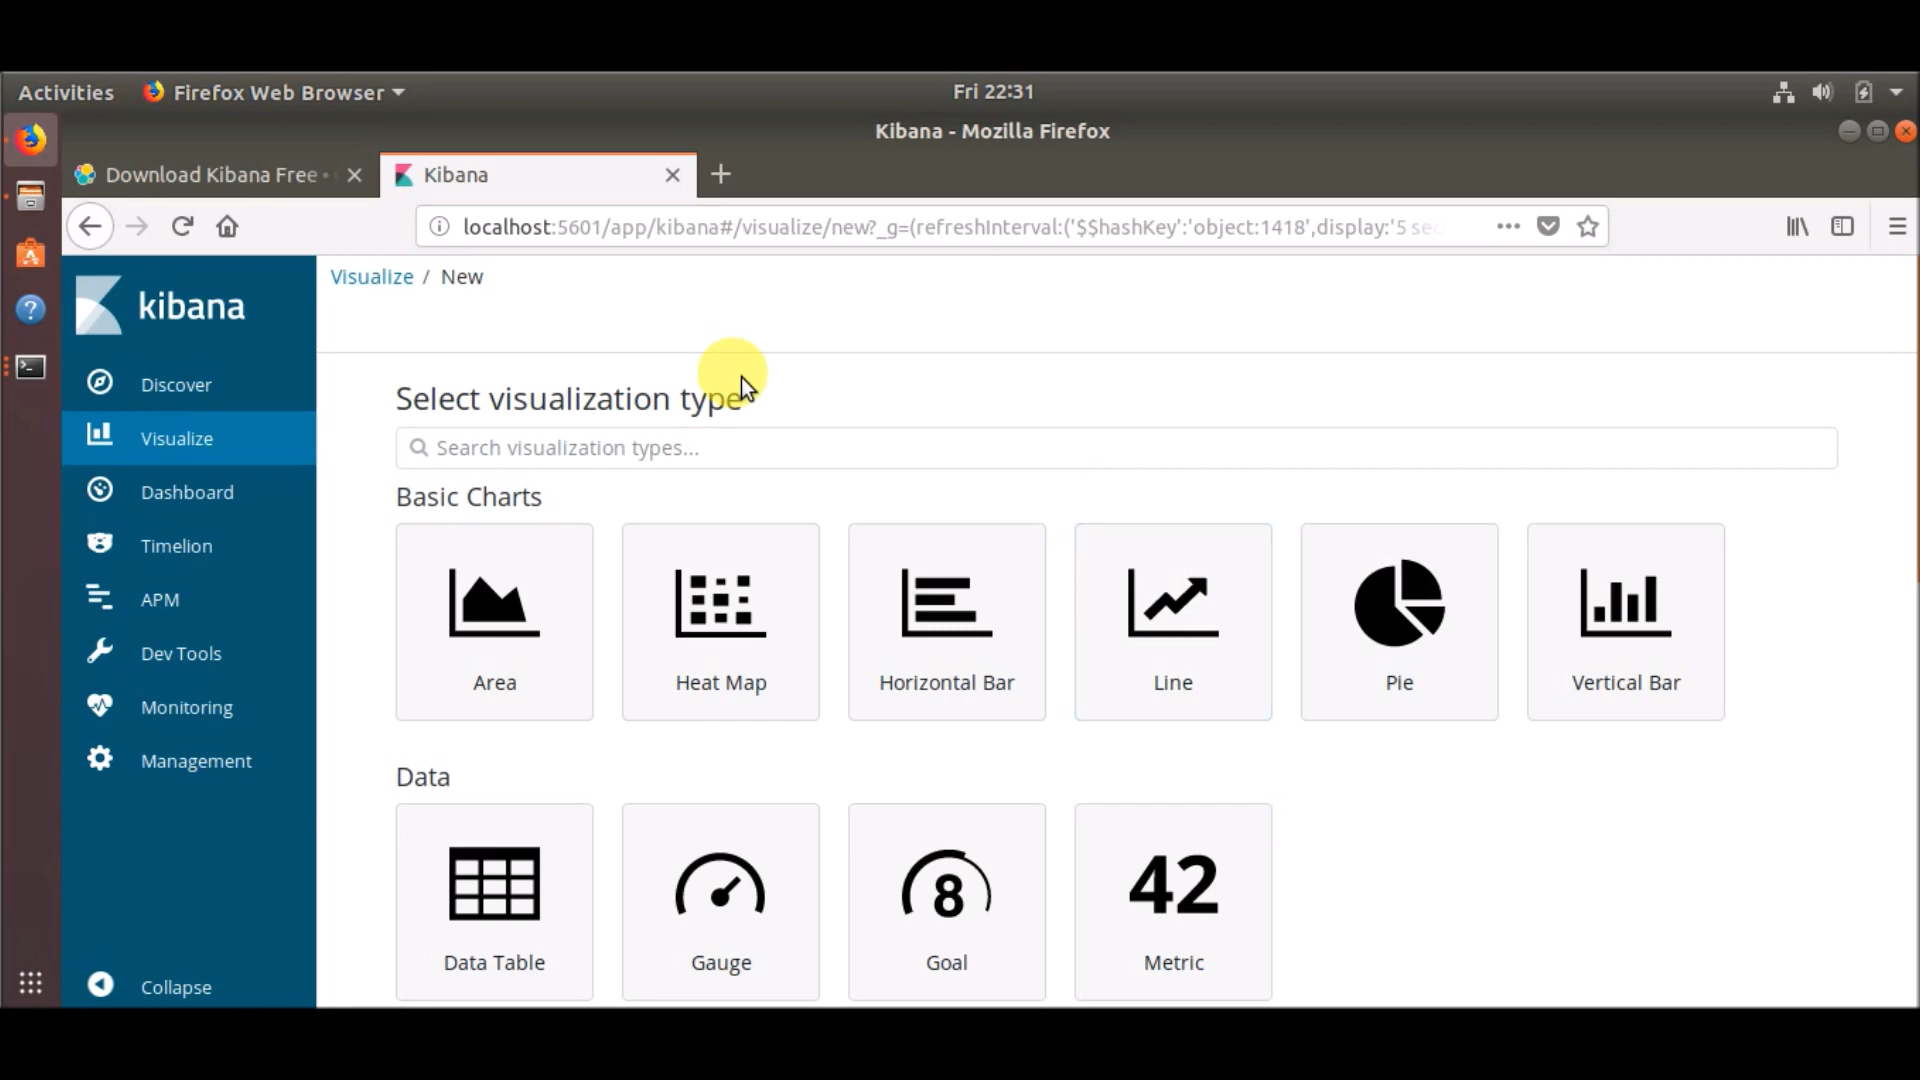 Activities Firefox Web Browser Fri 22:31
Kibana - Mozilla Firefox
Download Kibana Free • Kibana
localhost:5601/app/kibana#/visualize/new?_g=(refreshInterval:('$$hashKey':'object:1418',display:'5 sec
kibana
Visualize / New
Discover
Visualize
Dashboard
Timelion
APM
Dev Tools
Monitoring
Management
Collapse
Select visualization type
Search visualization types...
Basic Charts
Area Heat Map Horizontal Bar Line Pie Vertical Bar
Data
8 42
Data Table Gauge Goal Metric